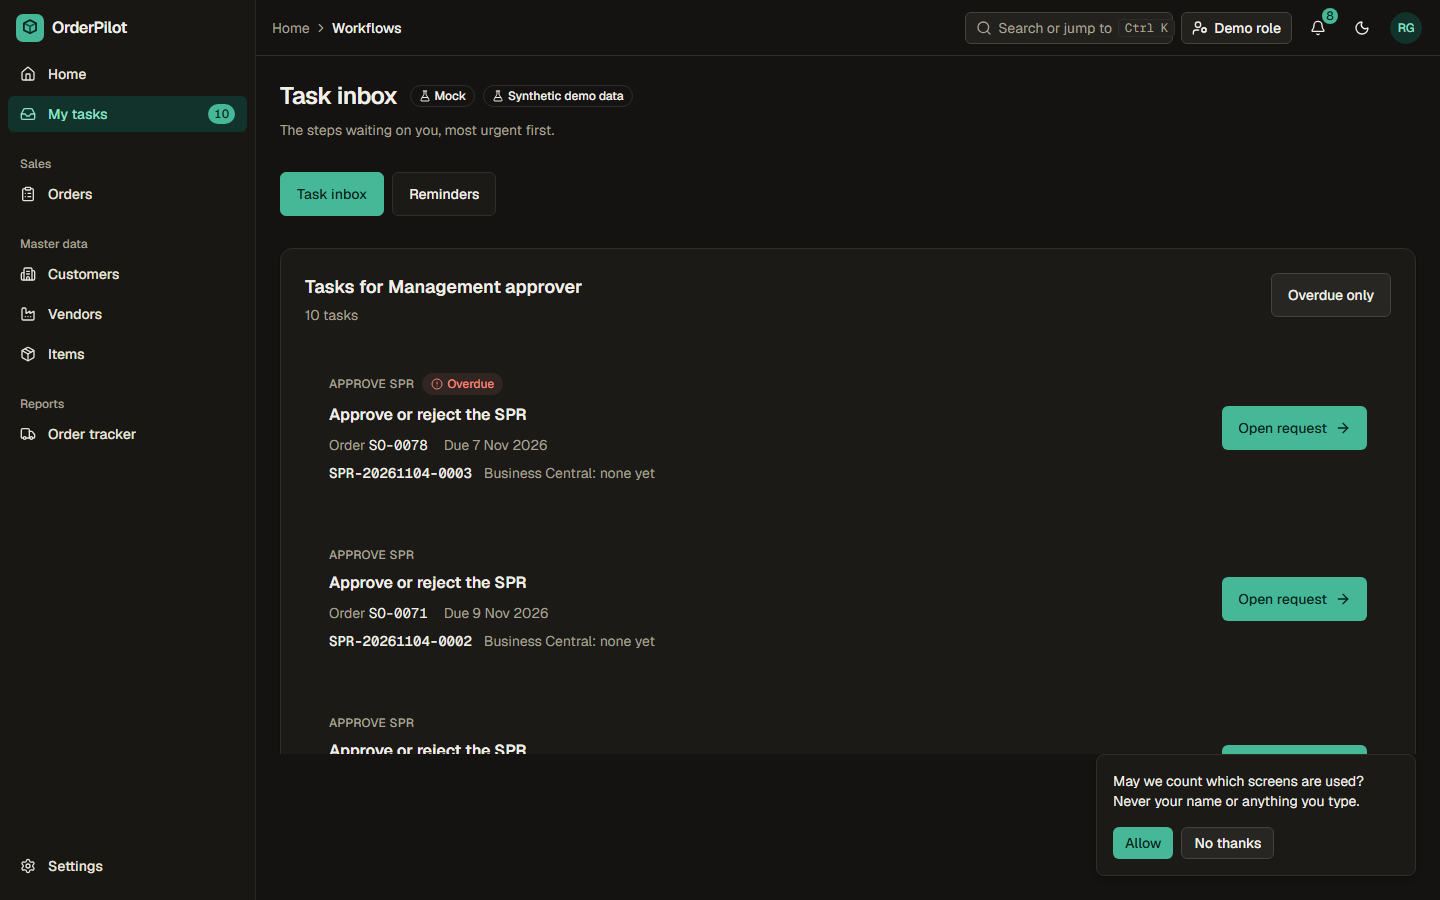 OrderPilot
Home
My tasks 10
Sales
Orders
Master data
Customers
Vendors
Items
Reports
Order tracker
Settings
Home > Workflows
Search or jump to Ctrl K
Demo role
8
RG
Task inbox
Mock
Synthetic demo data
The steps waiting on you, most urgent first.
Task inbox
Reminders
Tasks for Management approver
10 tasks
Overdue only
APPROVE SPR Overdue
Approve or reject the SPR
Order SO-0078 Due 7 Nov 2026
SPR-20261104-0003 Business Central: none yet
Open request →
APPROVE SPR
Approve or reject the SPR
Order SO-0071 Due 9 Nov 2026
SPR-20261104-0002 Business Central: none yet
Open request →
APPROVE SPR
Approve or reject the SPR
May we count which screens are used?
Never your name or anything you type.
Allow
No thanks